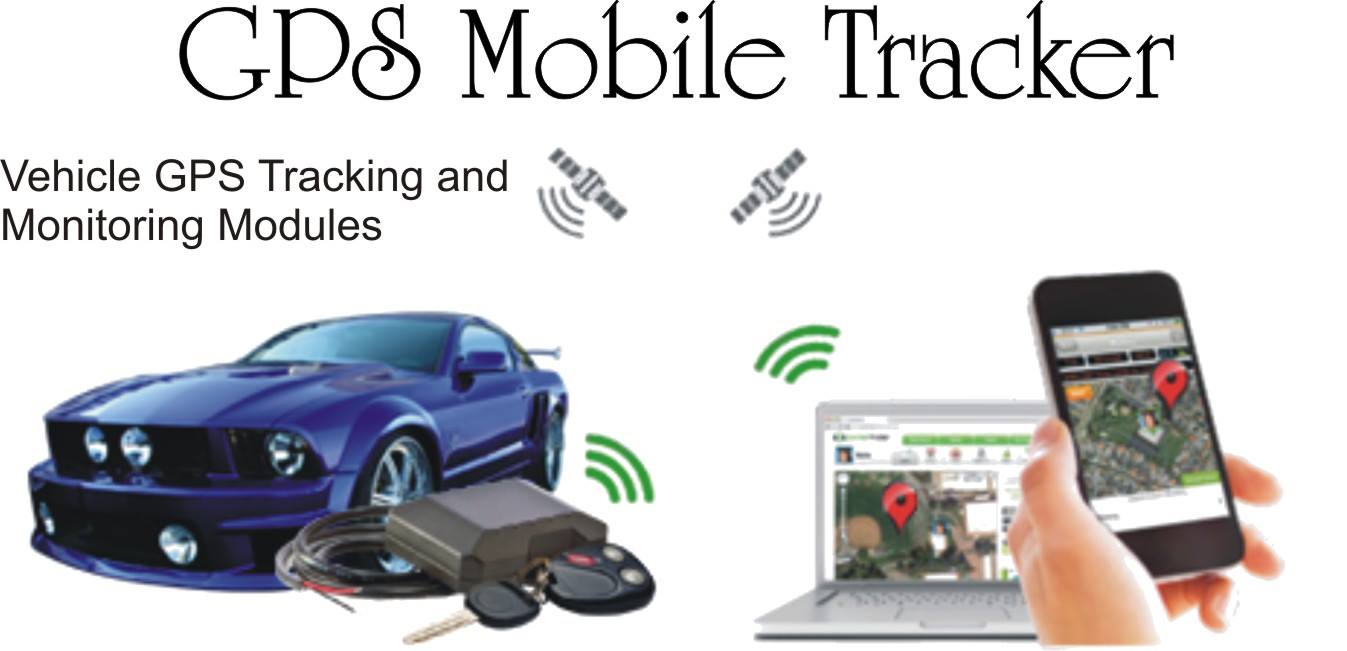 GPS Mobile Tracker
Vehicle GPS Tracking and
Monitoring Modules